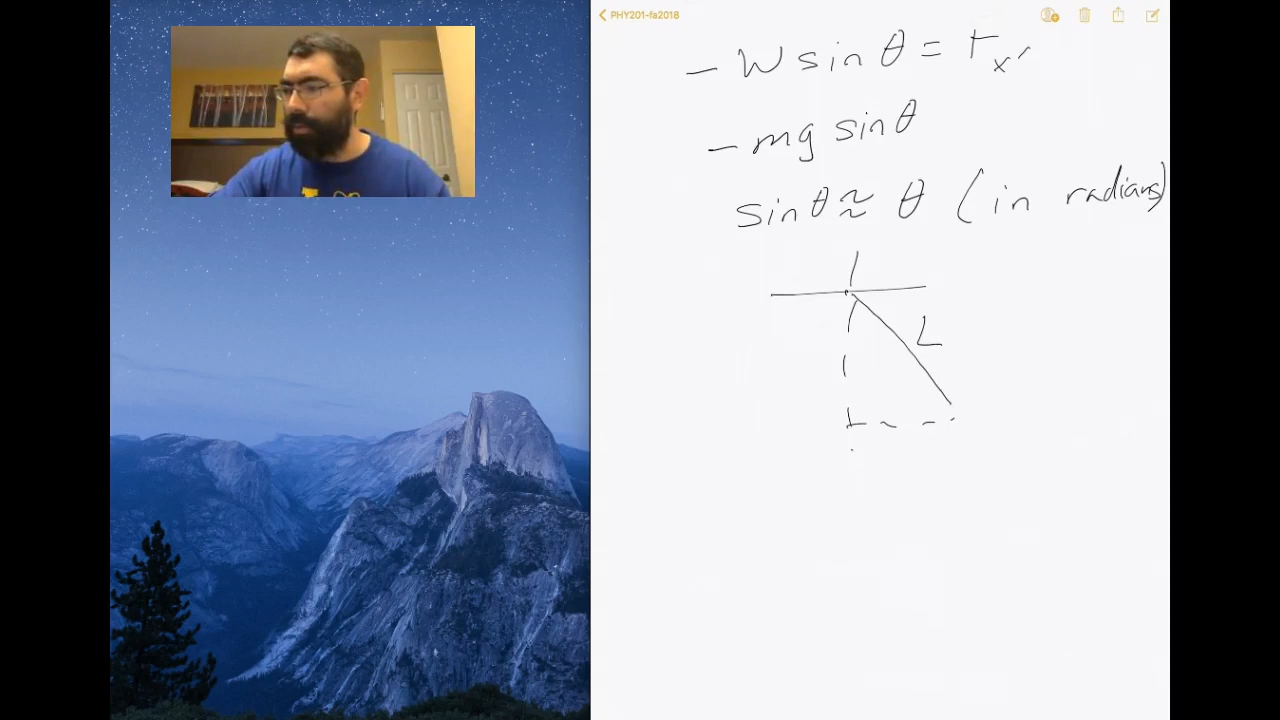 PHY201-fa2018
- W sin θ = Fx'
- mg sin θ
sin θ ≈ θ (in radians)
L